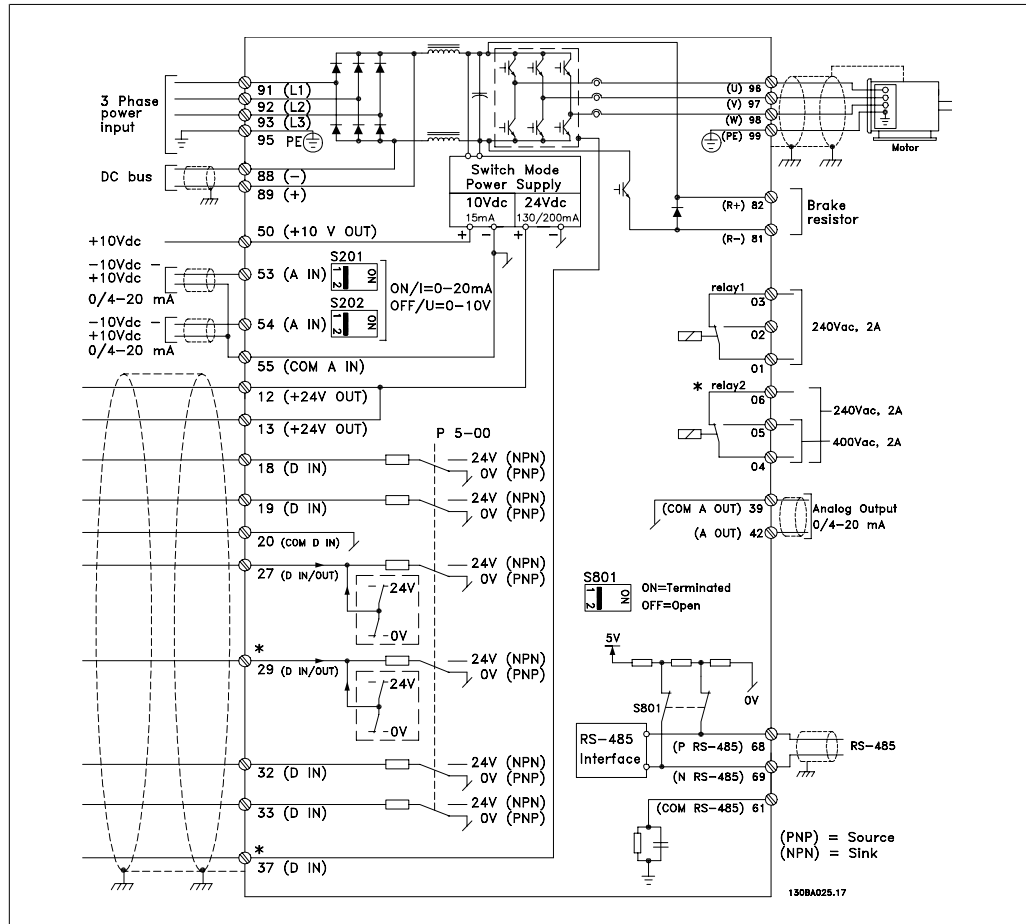 3 Phase
power
input
91 (L1)
92 (L2)
93 (L3)
95 PE
DC bus
88 (-)
89 (+)
Switch Mode
Power Supply
10Vdc
15mA
24Vdc
130/200mA
+ - + -
(U) 96
(V) 97
(W) 98
(PE) 99
Motor
(R+) 82
(R-) 81
Brake
resistor
+10Vdc
50 (+10 V OUT)
-10Vdc -
+10Vdc
0/4-20 mA
53 (A IN)
S201
1 2
ON
ON/I=0-20mA
OFF/U=0-10V
-10Vdc -
+10Vdc
0/4-20 mA
54 (A IN)
S202
1 2
ON
55 (COM A IN)
12 (+24V OUT)
13 (+24V OUT)
P 5-00
18 (D IN)
24V (NPN)
0V (PNP)
19 (D IN)
24V (NPN)
0V (PNP)
20 (COM D IN)
27 (D IN/OUT)
24V (NPN)
0V (PNP)
24V
0V
*
29 (D IN/OUT)
24V (NPN)
0V (PNP)
24V
0V
32 (D IN)
24V (NPN)
0V (PNP)
33 (D IN)
24V (NPN)
0V (PNP)
*
37 (D IN)
relay1
03
02
01
240Vac, 2A
* relay2
06
05
04
240Vac, 2A
400Vac, 2A
(COM A OUT) 39
(A OUT) 42
Analog Output
0/4-20 mA
S801
1 2
ON
ON=Terminated
OFF=Open
5V
0V
S801
RS-485
Interface
(P RS-485) 68
(N RS-485) 69
RS-485
(COM RS-485) 61
(PNP) = Source
(NPN) = Sink
130BA025.17